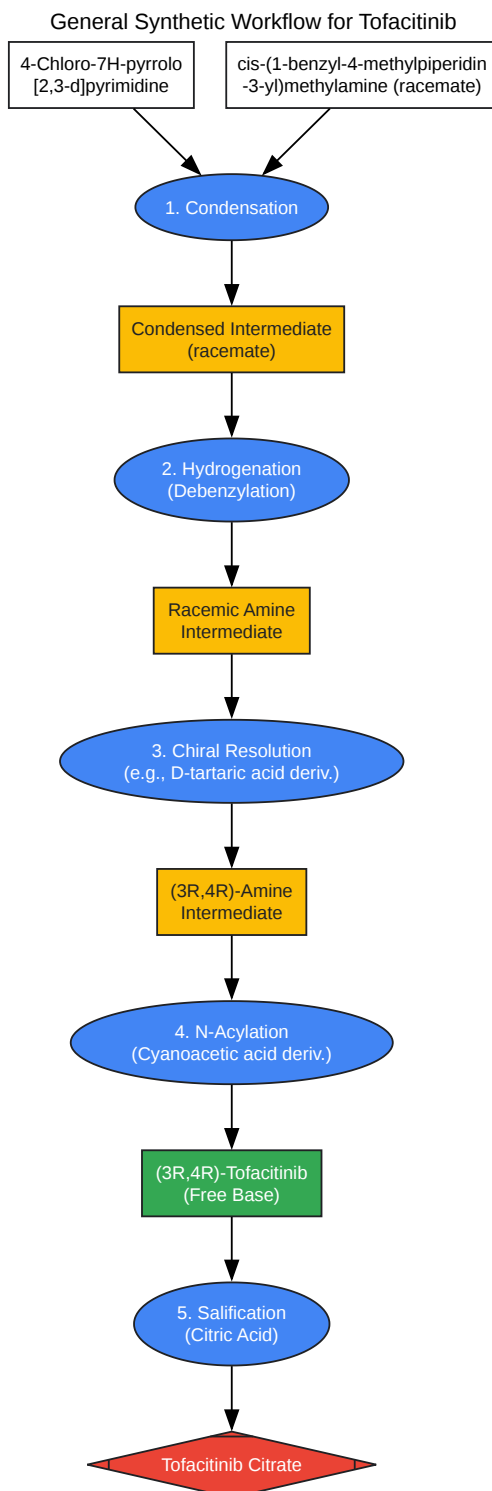 General Synthetic Workflow for Tofacitinib
4-Chloro-7H-pyrrolo
[2,3-d]pyrimidine
cis-(1-benzyl-4-methylpiperidin
-3-yl)methylamine (racemate)
1. Condensation
Condensed Intermediate
(racemate)
2. Hydrogenation
(Debenzylation)
Racemic Amine
Intermediate
3. Chiral Resolution
(e.g., D-tartaric acid deriv.)
(3R,4R)-Amine
Intermediate
4. N-Acylation
(Cyanoacetic acid deriv.)
(3R,4R)-Tofacitinib
(Free Base)
5. Salification
(Citric Acid)
Tofacitinib Citrate